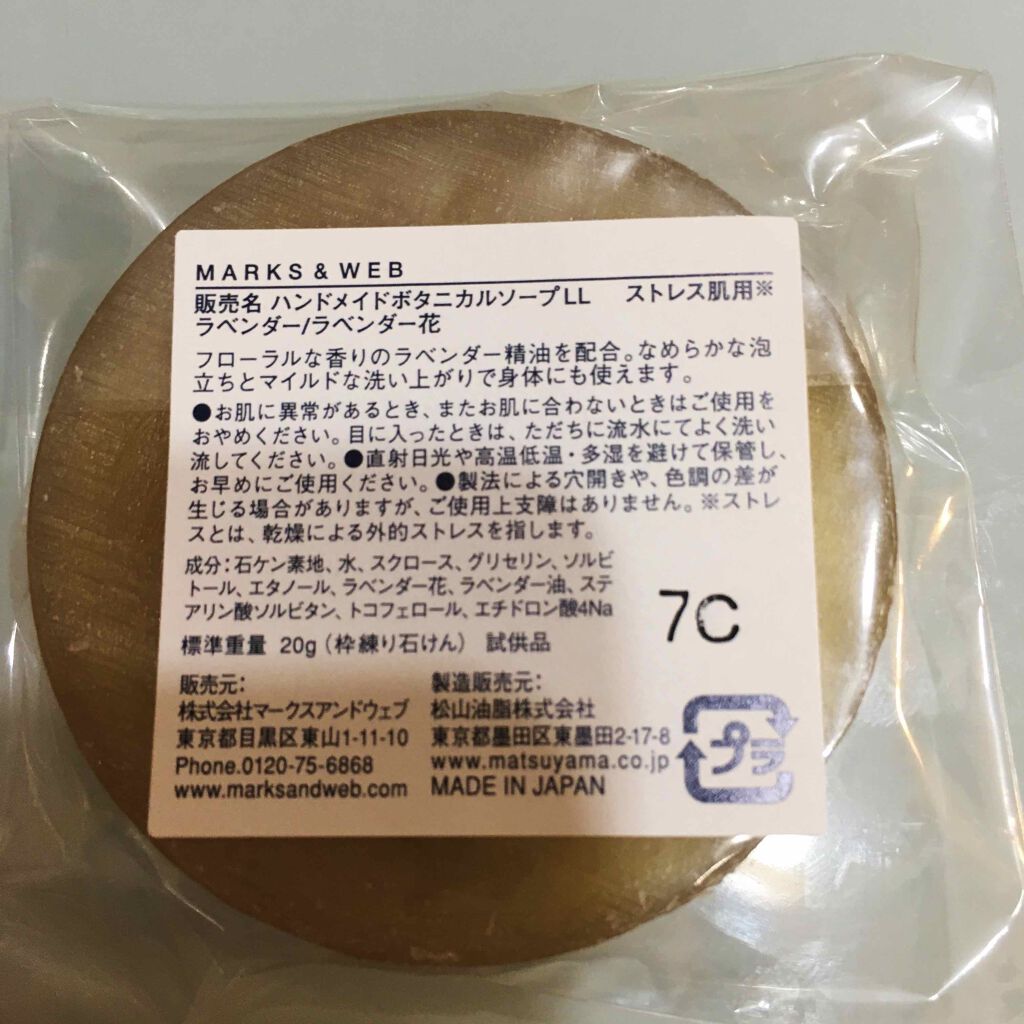 MARKS & WEB
販売名 ハンドメイドボタニカルソープLL ストレス肌用※
ラベンダー/ラベンダー花
フローラルな香りのラベンダー精油を配合。なめらかな泡
立ちとマイルドな洗い上がりで身体にも使えます。
●お肌に異常があるとき、またお肌に合わないときはご使用を
おやめください。目に入ったときは、ただちに流水にてよく洗い
流してください。●直射日光や高温低温・多湿を避けて保管し、
お早めにご使用ください。●製法による穴開きや、色調の差が
生じる場合がありますが、ご使用上支障はありません。※ストレ
スとは、乾燥による外的ストレスを指します。
成分:石ケン素地、水、スクロース、グリセリン、ソルビ
トール、エタノール、ラベンダー花、ラベンダー油、ステ
アリン酸ソルビタン、トコフェロール、エチドロン酸4Na
標準重量 20g(枠練り石けん) 試供品
7C
販売元:
株式会社マークスアンドウェブ
東京都目黒区東山1-11-10
Phone.0120-75-6868
www.marksandweb.com
製造販売元:
松山油脂株式会社
東京都墨田区東墨田2-17-8
www.matsuyama.co.jp
MADE IN JAPAN
プラ